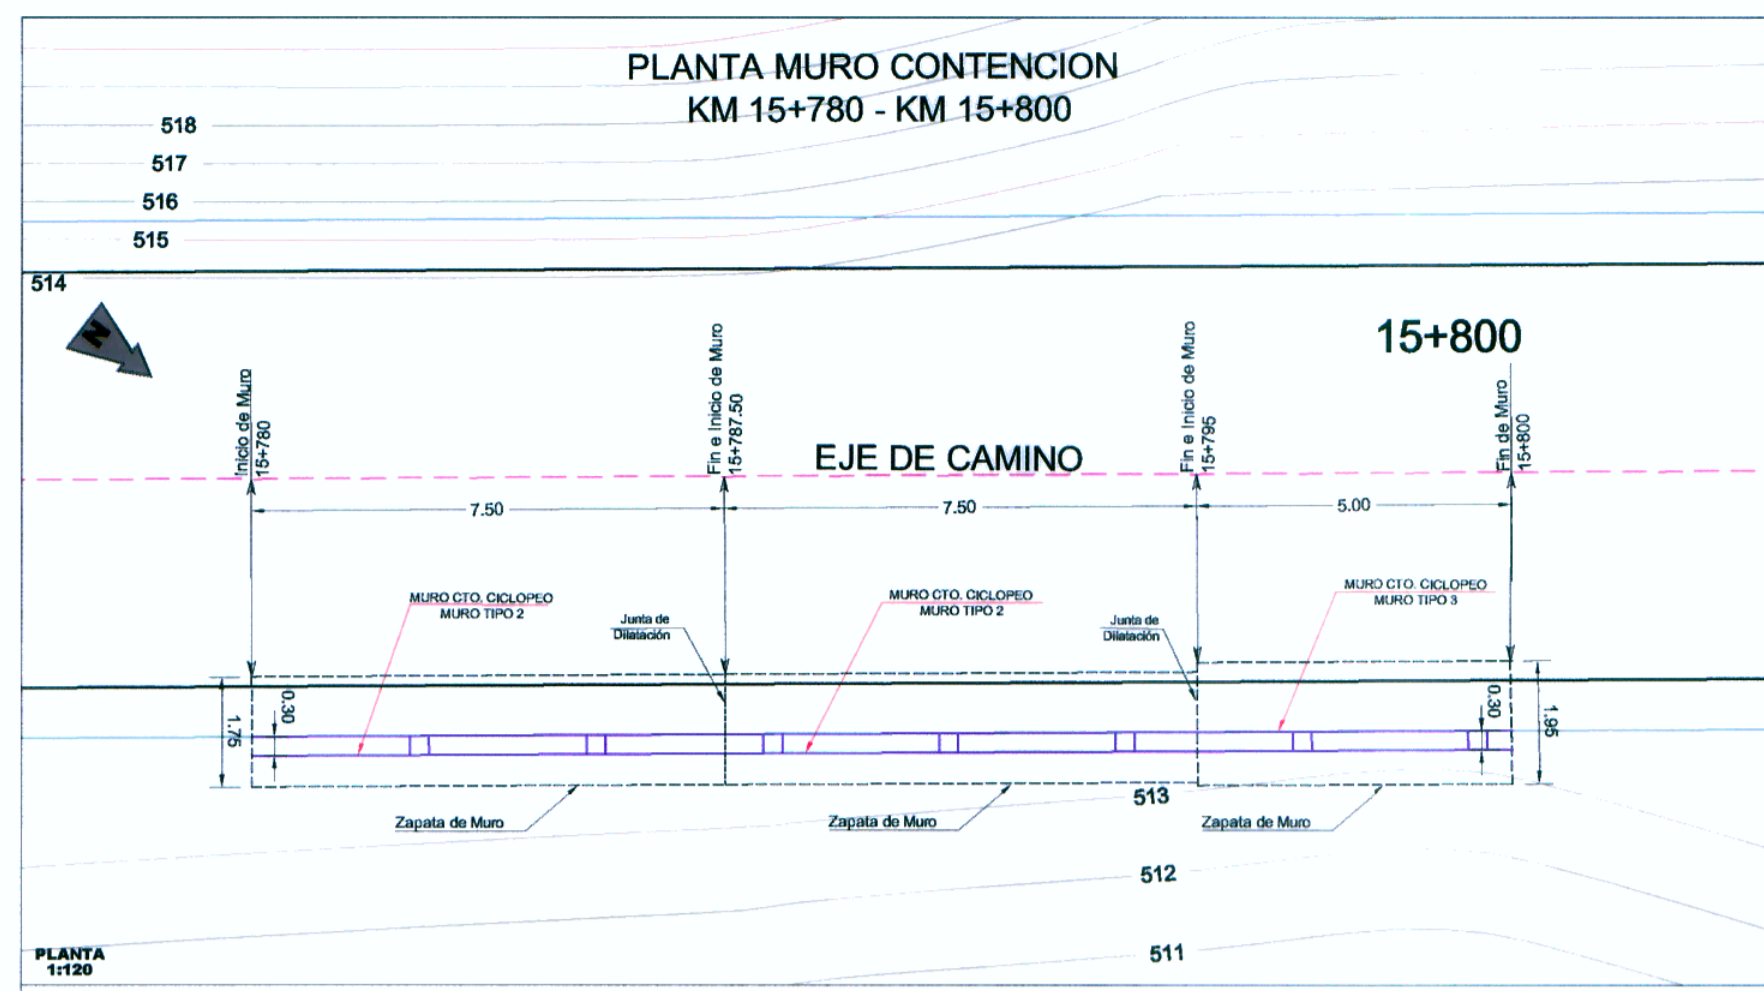 PLANTA MURO CONTENCION
KM 15+780 - KM 15+800
518
517
516
515
514
N
15+800
Inicio de Muro
15+780
Fin e Inicio de Muro
15+787.50
Fin e Inicio de Muro
15+795
Fin de Muro
15+800
EJE DE CAMINO
7.50
7.50
5.00
MURO CTO. CICLOPEO
MURO TIPO 2
Junta de
Dilatación
MURO CTO. CICLOPEO
MURO TIPO 2
Junta de
Dilatación
MURO CTO. CICLOPEO
MURO TIPO 3
1.75
0.30
0.30
1.95
Zapata de Muro
Zapata de Muro
Zapata de Muro
513
512
511
PLANTA
1:120